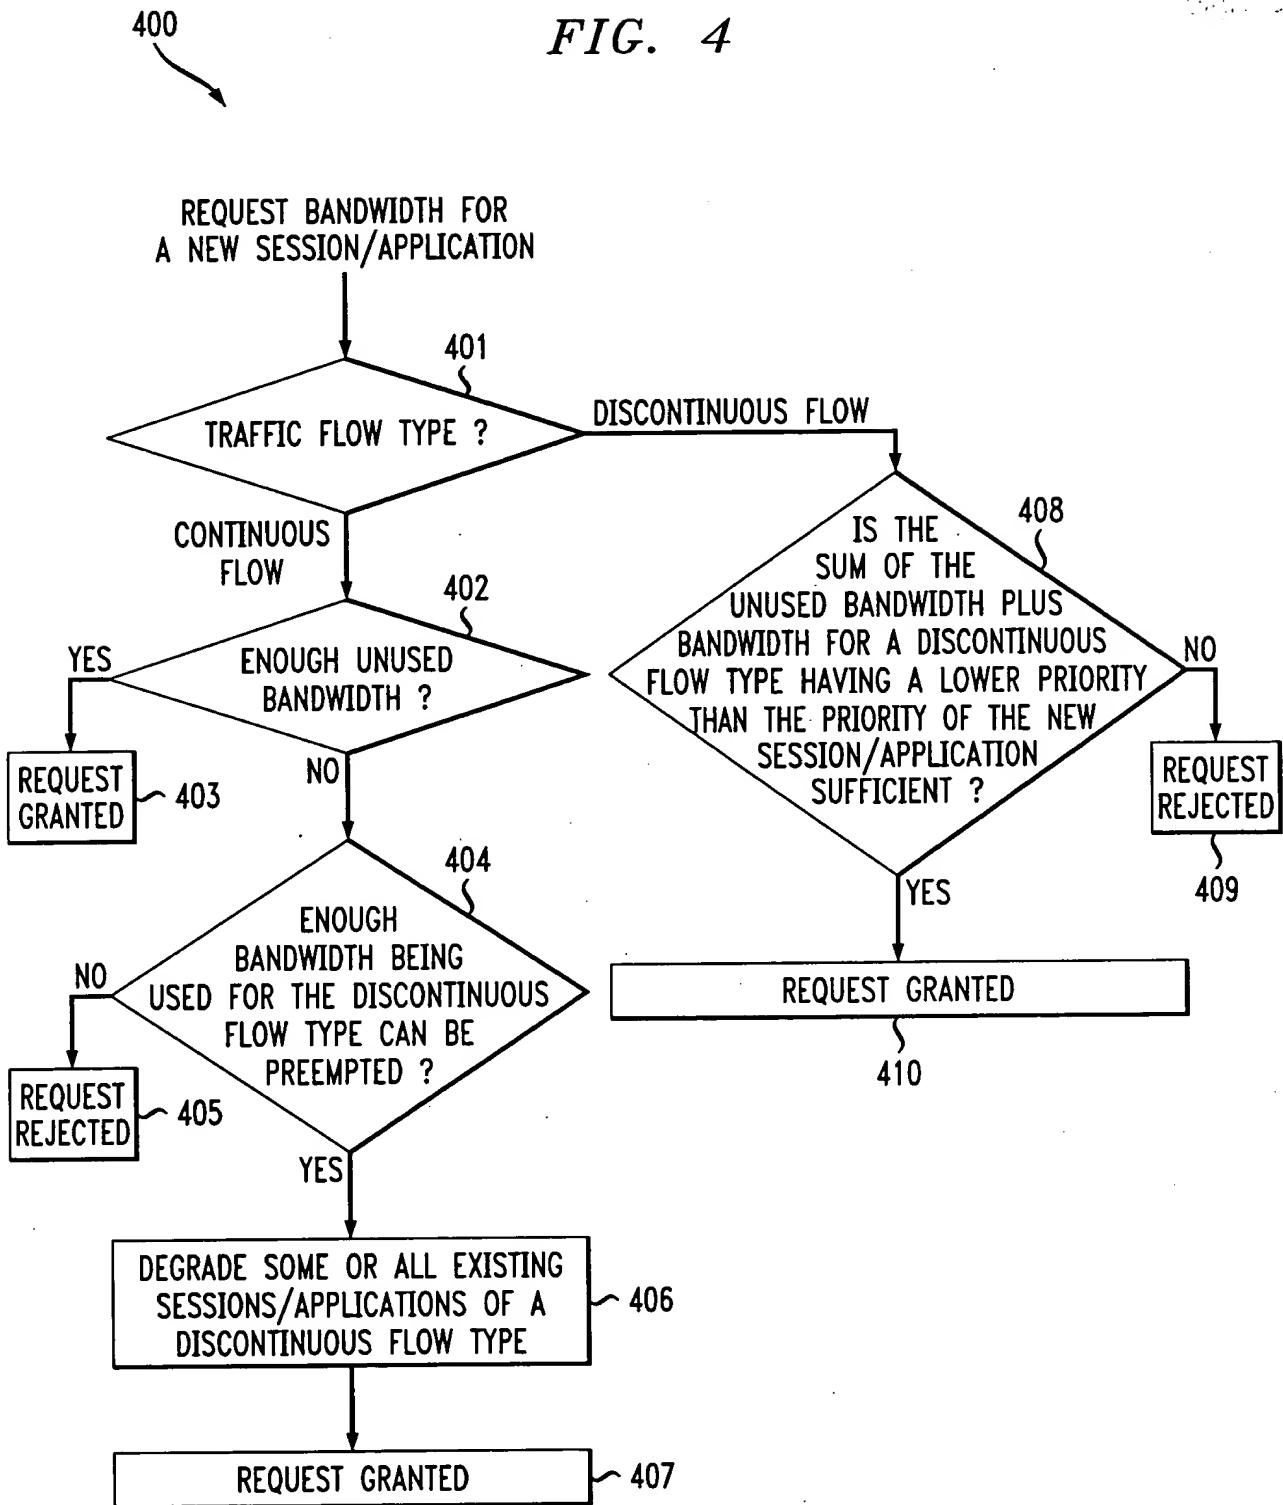 400
FIG. 4
REQUEST BANDWIDTH FOR
A NEW SESSION/APPLICATION
401
TRAFFIC FLOW TYPE ?
DISCONTINUOUS FLOW
CONTINUOUS
FLOW
402
ENOUGH UNUSED
BANDWIDTH ?
YES
REQUEST
GRANTED
403
NO
404
ENOUGH
BANDWIDTH BEING
USED FOR THE DISCONTINUOUS
FLOW TYPE CAN BE
PREEMPTED ?
NO
REQUEST
REJECTED
405
YES
DEGRADE SOME OR ALL EXISTING
SESSIONS/APPLICATIONS OF A
DISCONTINUOUS FLOW TYPE
406
REQUEST GRANTED
407
408
IS THE
SUM OF THE
UNUSED BANDWIDTH PLUS
BANDWIDTH FOR A DISCONTINUOUS
FLOW TYPE HAVING A LOWER PRIORITY
THAN THE PRIORITY OF THE NEW
SESSION/APPLICATION
SUFFICIENT ?
NO
REQUEST
REJECTED
409
YES
REQUEST GRANTED
410